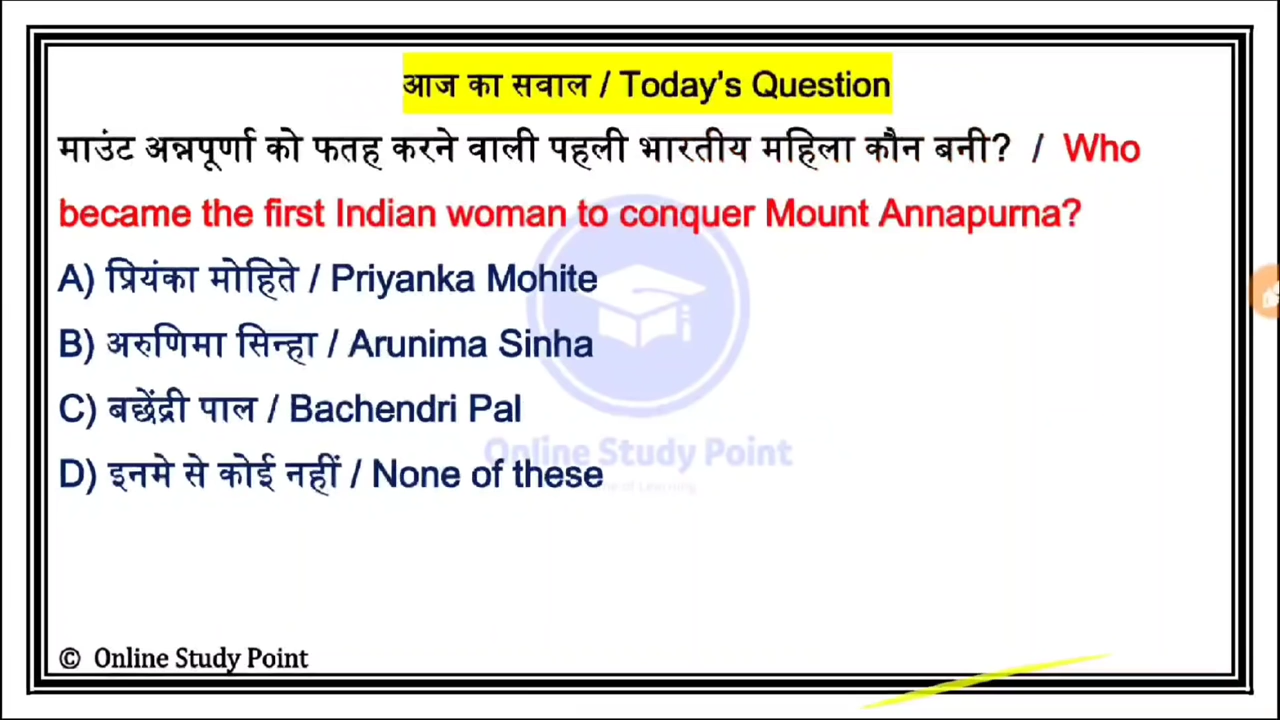 आज का सवाल / Today's Question
माउंट अन्नपूर्णा को फतह करने वाली पहली भारतीय महिला कौन बनी? / Who
became the first Indian woman to conquer Mount Annapurna?
A) प्रियंका मोहिते / Priyanka Mohite
B) अरुणिमा सिन्हा / Arunima Sinha
C) बछेंद्री पाल / Bachendri Pal
Online Study Point
D) इनमे से कोई नहीं / None of these
of Learning
© Online Study Point